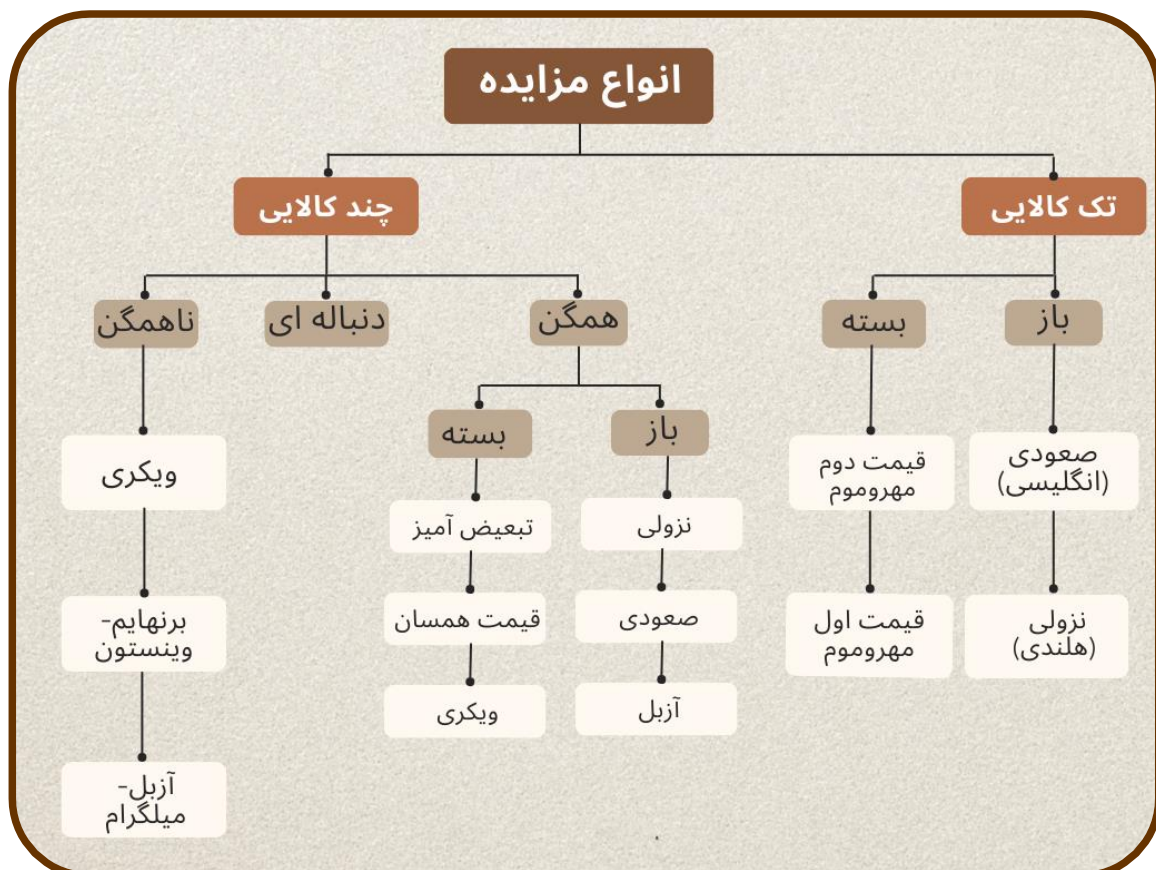 انواع مزایده
تک کالایی
چند کالایی
باز
بسته
همگن
دنباله ای
ناهمگن
باز
بسته
صعودی
(انگلیسی)
نزولی
(هلندی)
قیمت دوم
مهروموم
قیمت اول
مهروموم
نزولی
صعودی
آزبل
تبعیض آمیز
قیمت همسان
ویکری
ویکری
برنهایم-
وینستون
آزبل-
میلگرام